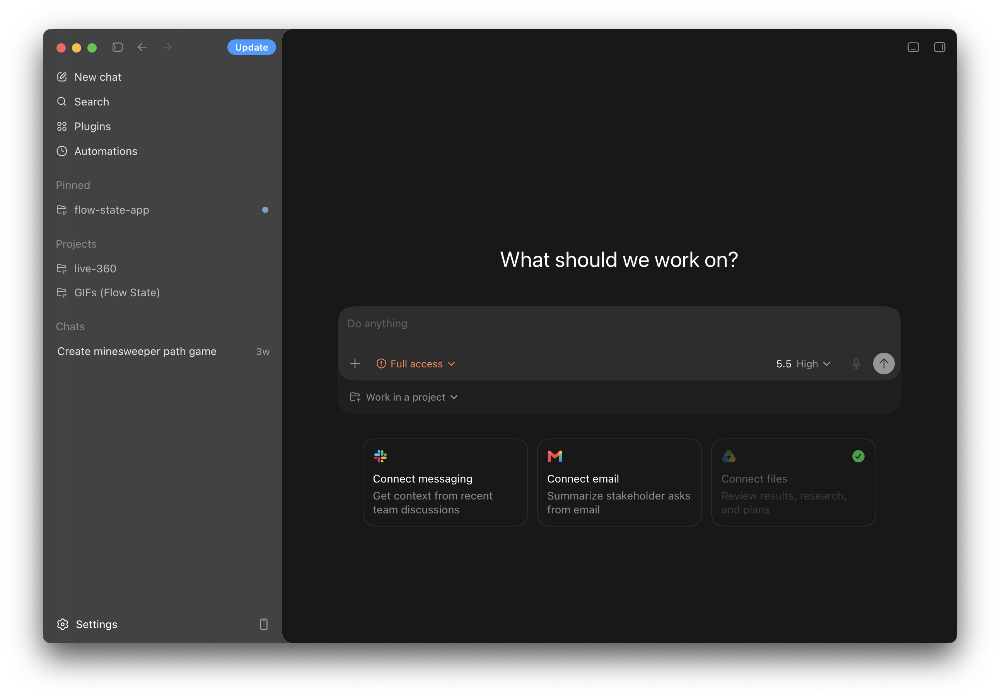 Update
New chat
Search
Plugins
Automations
Pinned
flow-state-app
Projects
live-360
GIFs (Flow State)
Chats
Create minesweeper path game 3w
Settings
What should we work on?
Do anything
Full access
5.5 High
Work in a project
Connect messaging
Get context from recent
team discussions
Connect email
Summarize stakeholder asks
from email
Connect files
Review results, research,
and plans